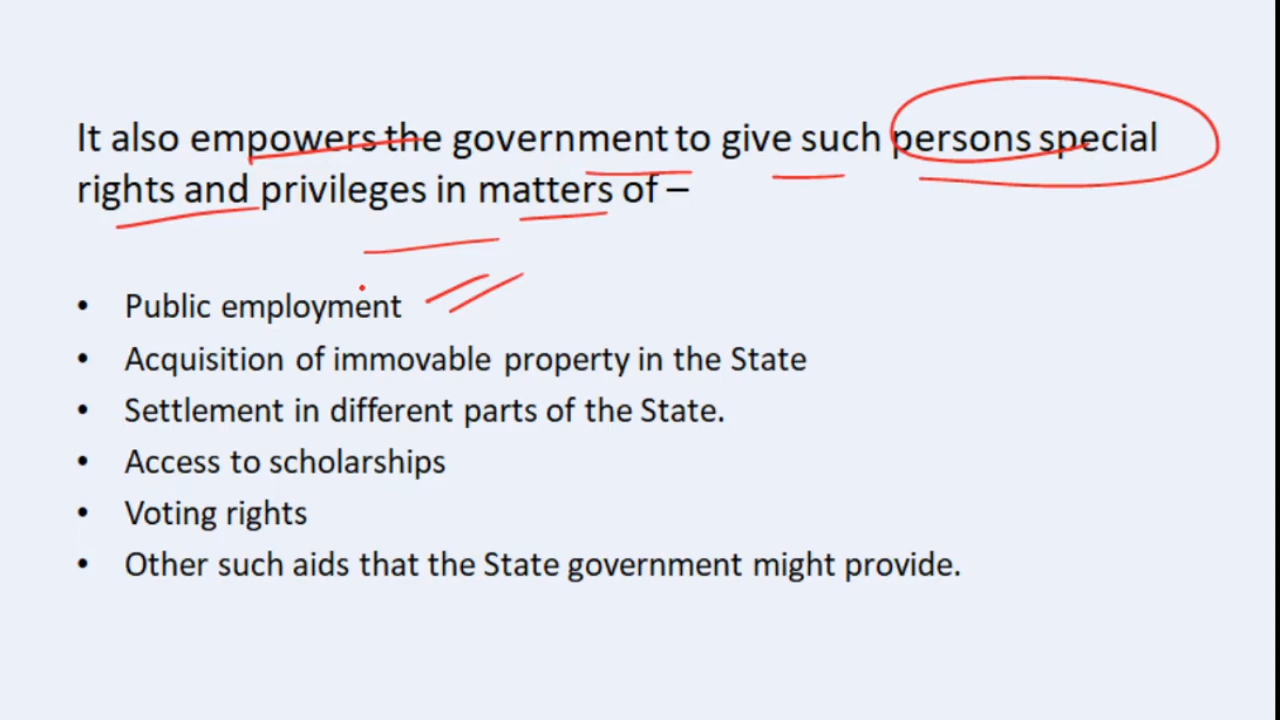 It also empowers the government to give such persons special
rights and privileges in matters of –
• Public employment
• Acquisition of immovable property in the State
• Settlement in different parts of the State.
• Access to scholarships
• Voting rights
• Other such aids that the State government might provide.